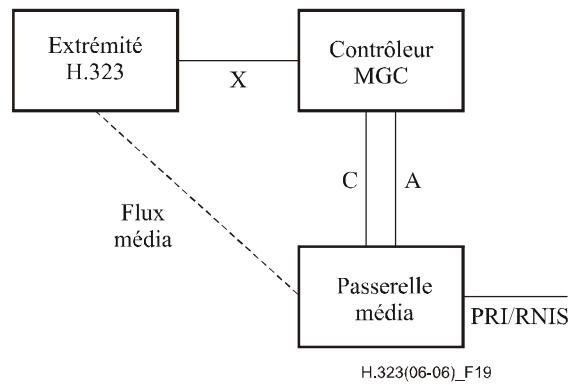 Extrémité
H.323
Contrôleur
MGC
X
C
A
Flux
média
Passerelle
média
PRI/RNIS
H.323(06-06)_F19